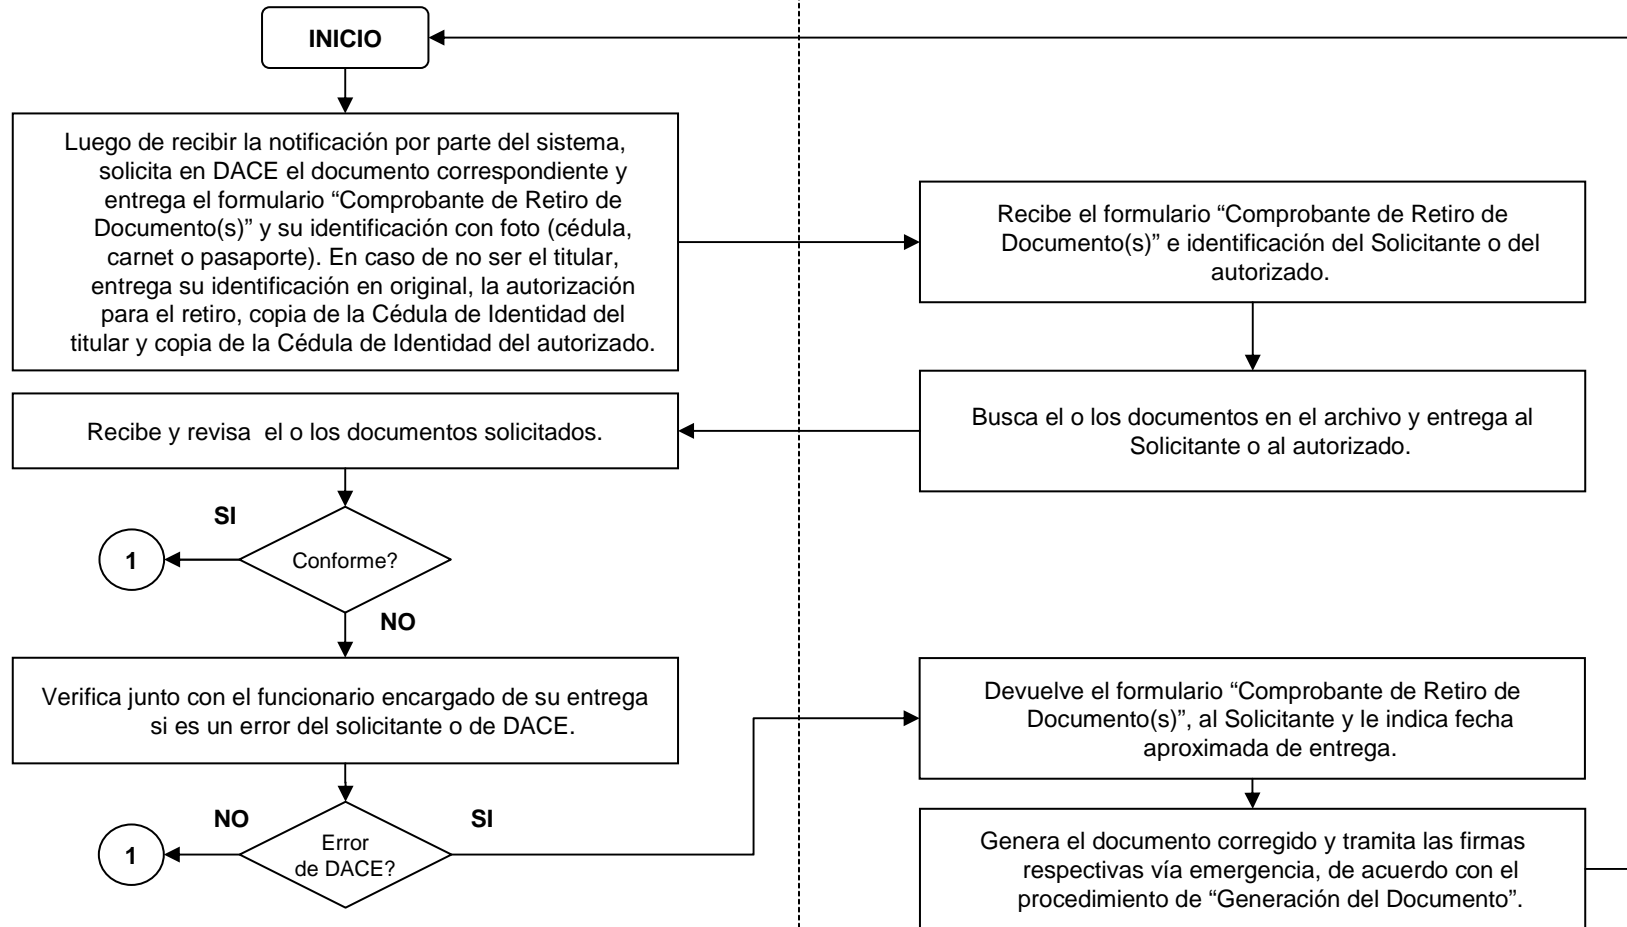 INICIO
Luego de recibir la notificación por parte del sistema,
solicita en DACE el documento correspondiente y
entrega el formulario “Comprobante de Retiro de
Documento(s)” y su identificación con foto (cédula,
carnet o pasaporte). En caso de no ser el titular,
entrega su identificación en original, la autorización
para el retiro, copia de la Cédula de Identidad del
titular y copia de la Cédula de Identidad del autorizado.
Recibe el formulario “Comprobante de Retiro de
Documento(s)” e identificación del Solicitante o del
autorizado.
Busca el o los documentos en el archivo y entrega al
Solicitante o al autorizado.
Recibe y revisa  el o los documentos solicitados.
SI
Conforme?
1
NO
Verifica junto con el funcionario encargado de su entrega
si es un error del solicitante o de DACE.
NO
SI
Error
de DACE?
1
Devuelve el formulario “Comprobante de Retiro de
Documento(s)”, al Solicitante y le indica fecha
aproximada de entrega.
Genera el documento corregido y tramita las firmas
respectivas vía emergencia, de acuerdo con el
procedimiento de “Generación del Documento”.